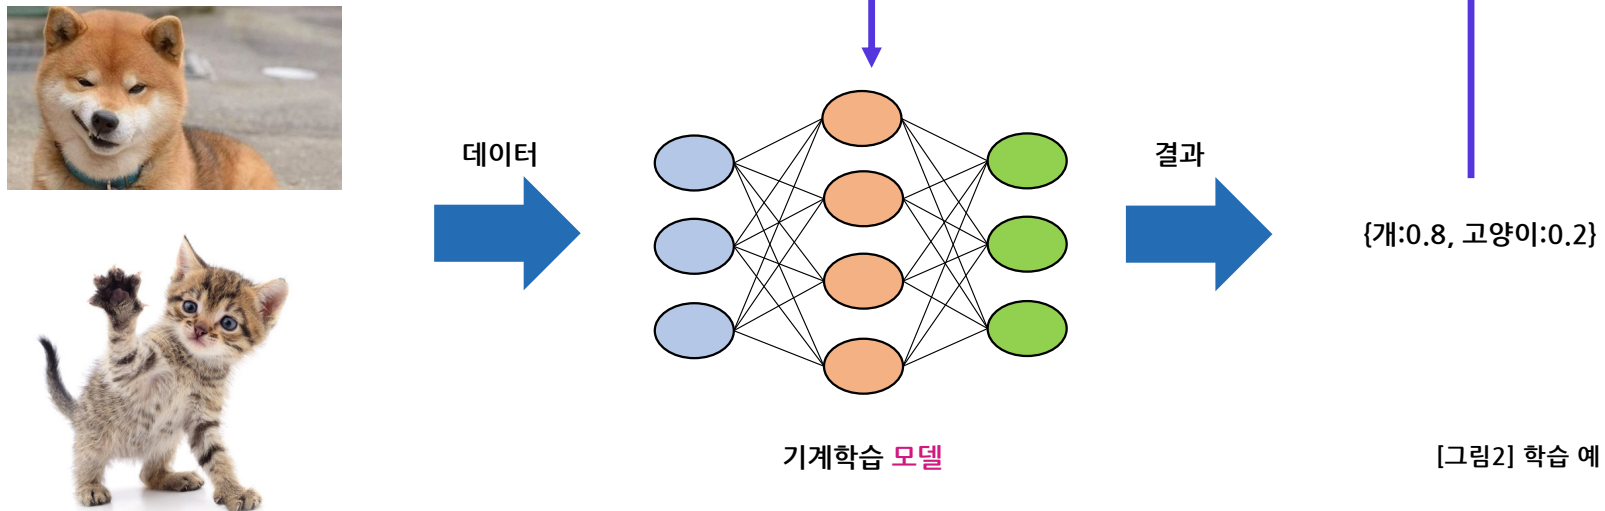 데이터
결과
{개:0.8, 고양이:0.2}
기계학습 모델
[그림2] 학습 예